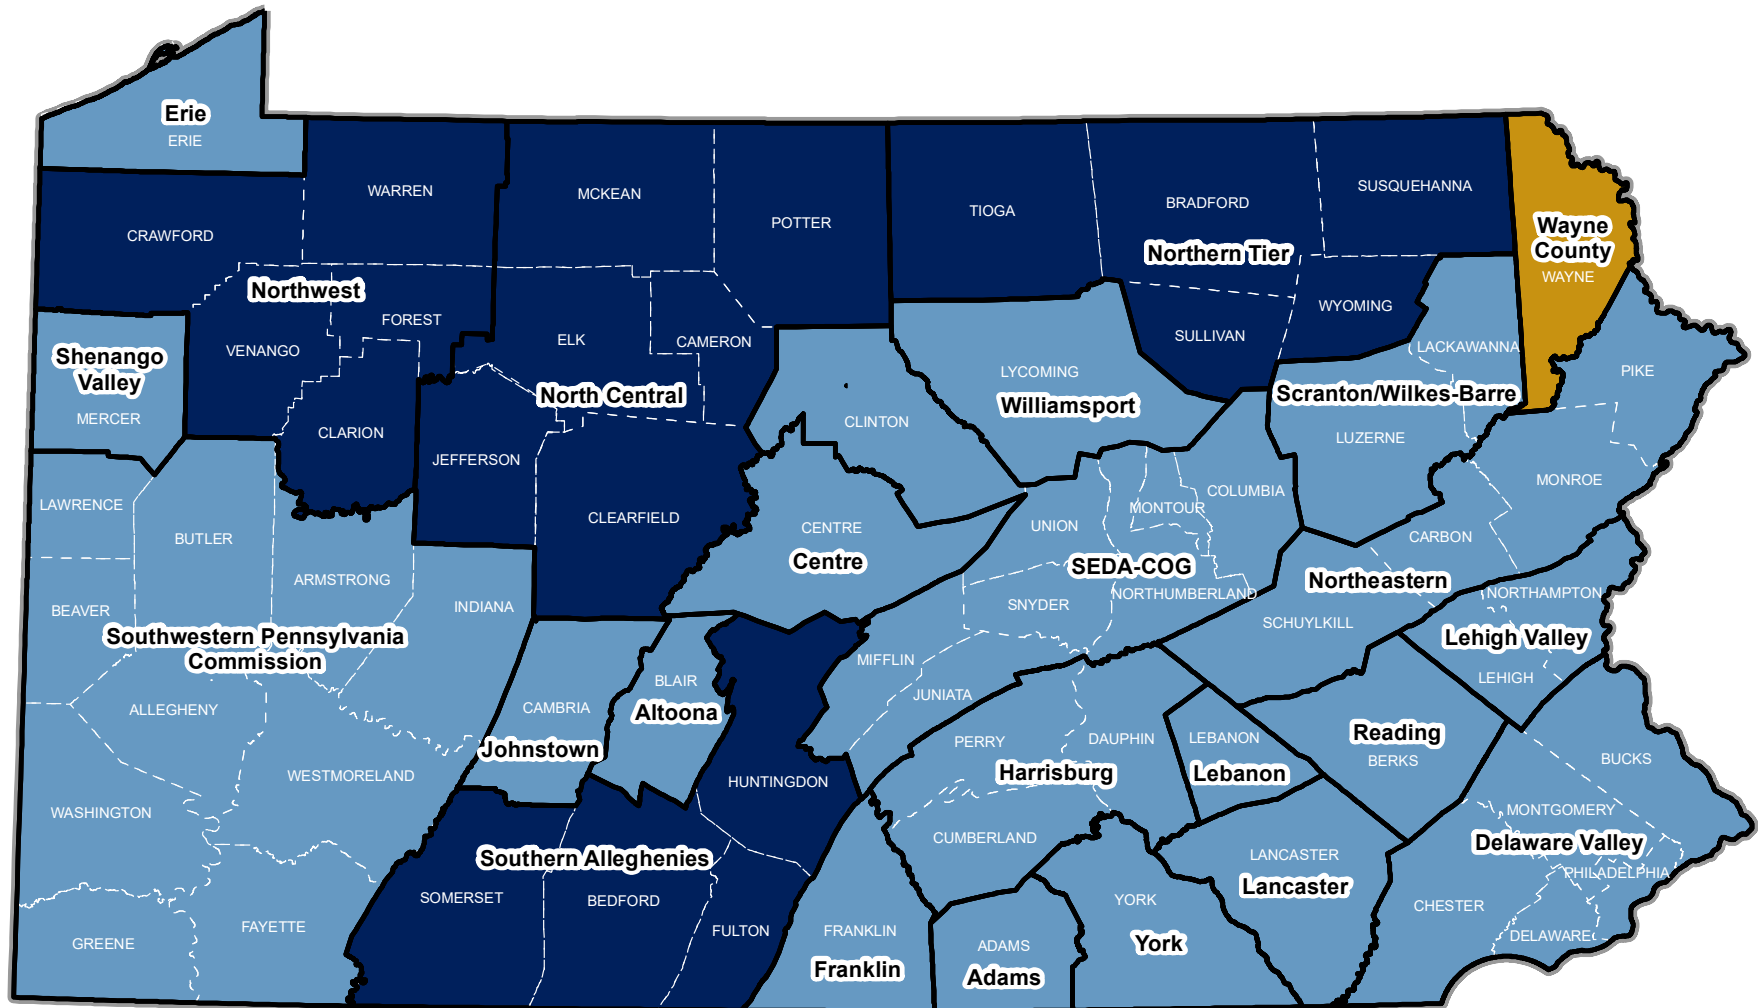 Erie
ERIE
WARREN
MCKEAN
SUSQUEHANNA
BRADFORD
TIOGA
POTTER
CRAWFORD
Wayne
County
WAYNE
Northern Tier
Northwest
WYOMING
FOREST
SULLIVAN
ELK
CAMERON
VENANGO
LACKAWANNA
Shenango
Valley
MERCER
LYCOMING
Williamsport
PIKE
North Central
Scranton/Wilkes-Barre
CLINTON
CLARION
LUZERNE
JEFFERSON
MONROE
COLUMBIA
LAWRENCE
MONTOUR
CLEARFIELD
UNION
CENTRE
Centre
BUTLER
CARBON
SEDA-COG
ARMSTRONG
Northeastern
NORTHUMBERLAND
NORTHAMPTON
SNYDER
INDIANA
BEAVER
SCHUYLKILL
Southwestern Pennsylvania
Commission
Lehigh Valley
LEHIGH
MIFFLIN
BLAIR
Altoona
JUNIATA
CAMBRIA
Johnstown
ALLEGHENY
Reading
BERKS
PERRY
DAUPHIN
LEBANON
Lebanon
BUCKS
Harrisburg
WESTMORELAND
HUNTINGDON
WASHINGTON
MONTGOMERY
CUMBERLAND
Delaware Valley
PHILADELPHIA
LANCASTER
Lancaster
Southern Alleghenies
SOMERSET
BEDFORD
YORK
York
CHESTER
FAYETTE
FULTON
FRANKLIN
Franklin
DELAWARE
GREENE
ADAMS
Adams